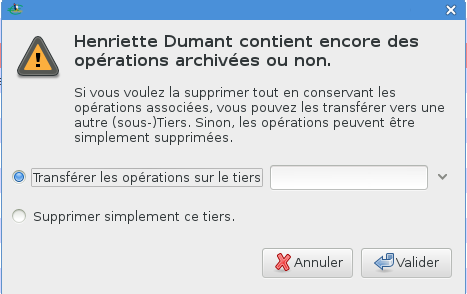 Henriette Dumant contient encore des
opérations archivées ou non.
Si vous voulez la supprimer tout en conservant les
opérations associées, vous pouvez les transférer vers une
autre (sous-)Tiers. Sinon, les opérations peuvent être
simplement supprimées.
Transférer les opérations sur le tiers
Supprimer simplement ce tiers.
Annuler
Valider